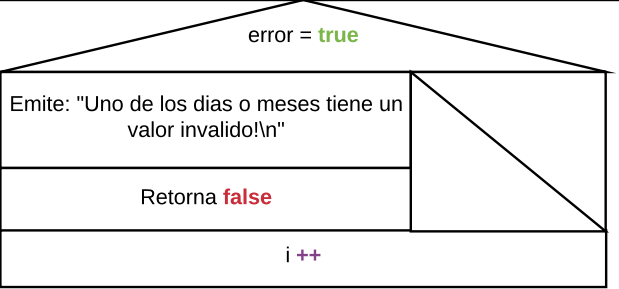 error = true
Emite: "Uno de los dias o meses tiene un
valor invalido!\n"
Retorna false
i ++